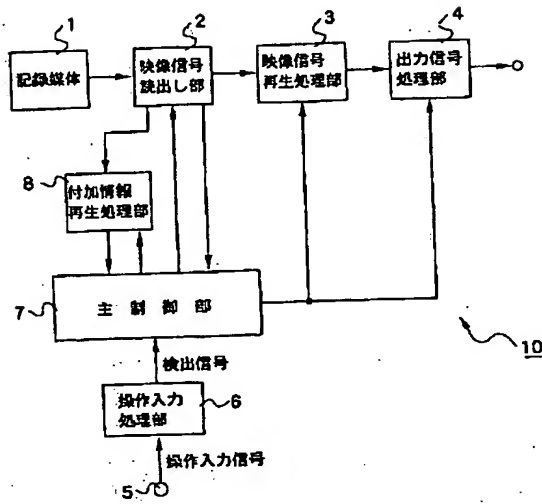 1
2
3
4
記録媒体
映像信号
読出し部
映像信号
再生処理部
出力信号
処理部
8
付加情報
再生処理部
7
主制御部
10
検出信号
操作入力
処理部
6
操作入力信号
5